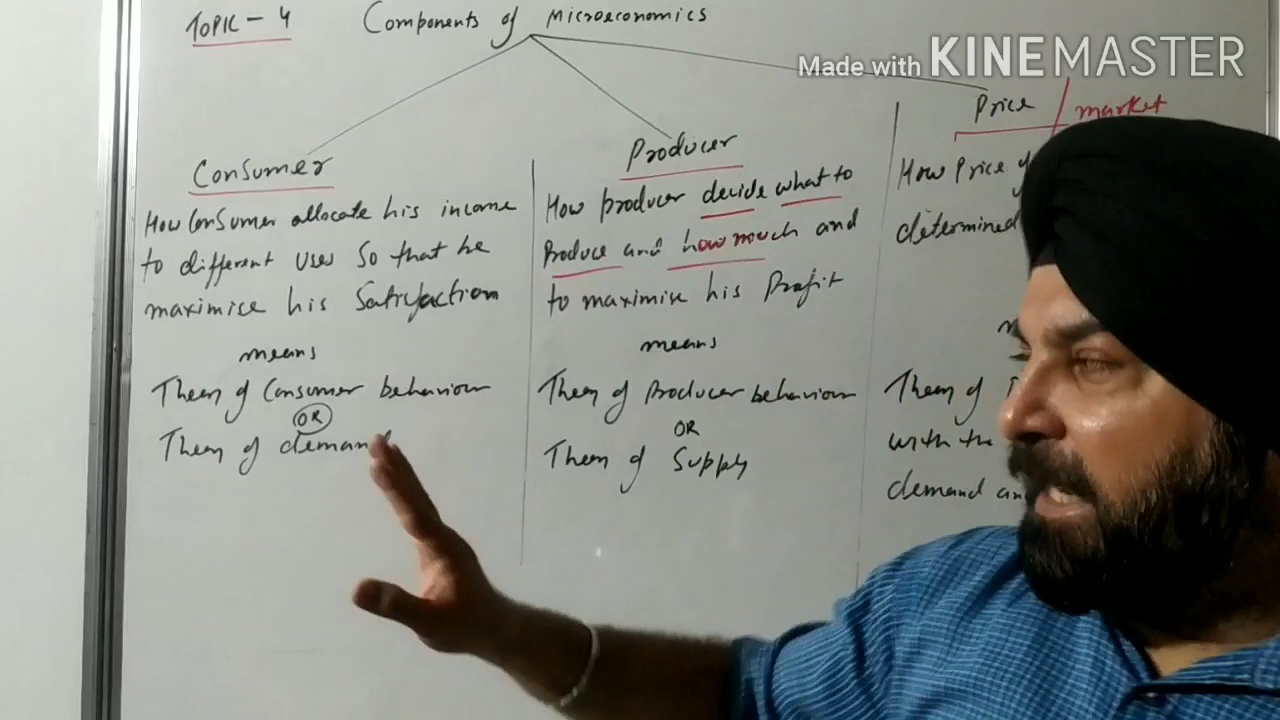 TOPIC - 4
Components of Microeconomics
Made with KINEMASTER
Consumer
How Consumer allocate his income
to different uses So that he
maximise his Satisfaction
means
Theory of Consumer behaviour
OR
Theory of demand
Producer
How producer decide what to
Produce and how much and
to maximise his Profit
means
Theory of Producer behaviour
OR
Theory of Supply
Price / market
How Price
determined
Theory of
with the
demand and